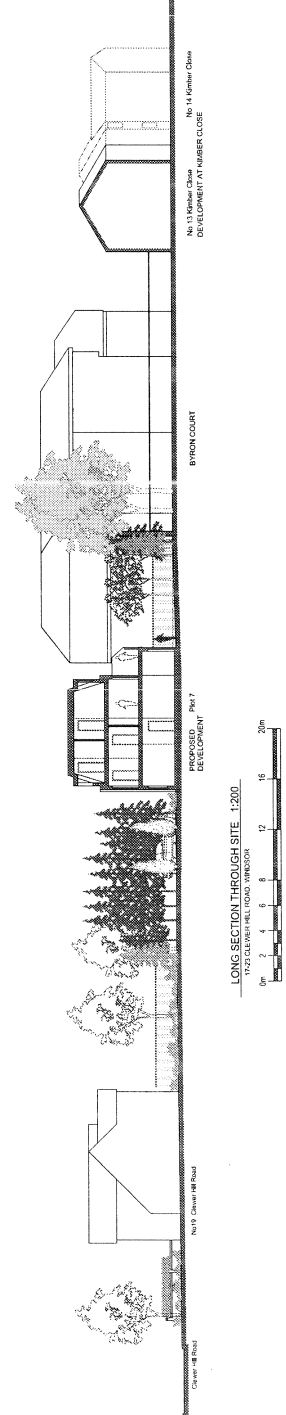 Clewer Hill Road
No19 Clewer Hill Road
PROPOSED
DEVELOPMENT
Plot 7
BYRON COURT
No 13 Kimber Close
No 14 Kimber Close
DEVELOPMENT AT KIMBER CLOSE
LONG SECTION THROUGH SITE 1:200
17-23 CLEWER HILL ROAD, WINDSOR
0m 2 4 6 8 12 16 20m